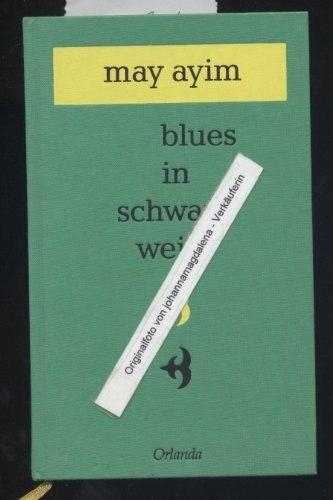 may ayim
blues
in
schwa
wei
Originalfoto von johannamagdalena - Verkäuferin
Orlanda